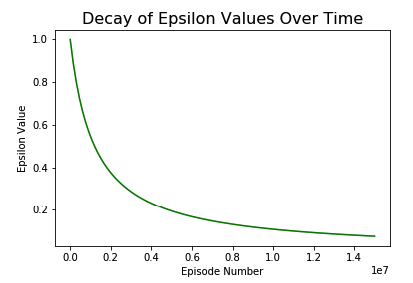 Decay of Epsilon Values Over Time
1.0
0.8
0.6
0.4
0.2
Epsilon Value
0.0 0.2 0.4 0.6 0.8 1.0 1.2 1.4
1e7
Episode Number